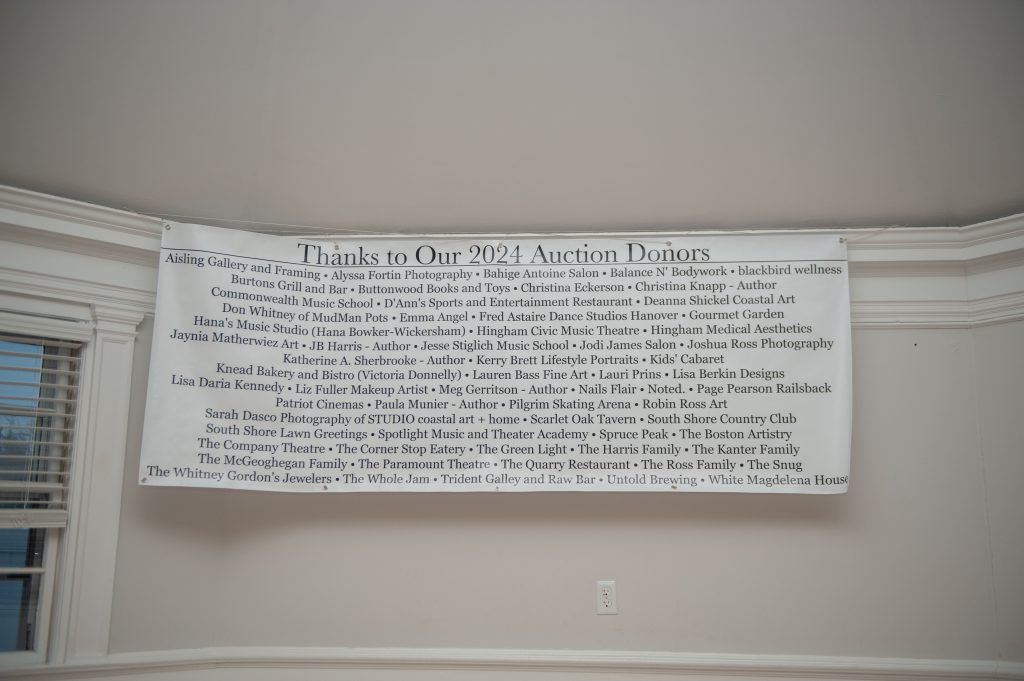 Thanks to Our 2024 Auction Donors
Aisling Gallery and Framing • Alyssa Fortin Photography • Bahige Antoine Salon • Balance N' Bodywork • blackbird wellness
Burtons Grill and Bar • Buttonwood Books and Toys • Christina Eckerson • Christina Knapp - Author
Commonwealth Music School • D'Ann's Sports and Entertainment Restaurant • Deanna Shickel Coastal Art
Don Whitney of MudMan Pots • Emma Angel • Fred Astaire Dance Studios Hanover • Gourmet Garden
Hana's Music Studio (Hana Bowker-Wickersham) • Hingham Civic Music Theatre • Hingham Medical Aesthetics
Jaynia Matherwiez Art • JB Harris - Author • Jesse Stiglich Music School • Jodi James Salon • Joshua Ross Photography
Katherine A. Sherbrooke - Author • Kerry Brett Lifestyle Portraits • Kids' Cabaret
Knead Bakery and Bistro (Victoria Donnelly) • Lauren Bass Fine Art • Lauri Prins • Lisa Berkin Designs
Lisa Daria Kennedy • Liz Fuller Makeup Artist • Meg Gerritson - Author • Nails Flair • Noted. • Page Pearson Railsback
Patriot Cinemas • Paula Munier - Author • Pilgrim Skating Arena • Robin Ross Art
Sarah Dasco Photography of STUDIO coastal art + home • Scarlet Oak Tavern • South Shore Country Club
South Shore Lawn Greetings • Spotlight Music and Theater Academy • Spruce Peak • The Boston Artistry
The Company Theatre • The Corner Stop Eatery • The Green Light • The Harris Family • The Kanter Family
The McGeoghegan Family • The Paramount Theatre • The Quarry Restaurant • The Ross Family • The Snug
The Whitney Gordon's Jewelers • The Whole Jam • Trident Galley and Raw Bar • Untold Brewing • White Magdelena House